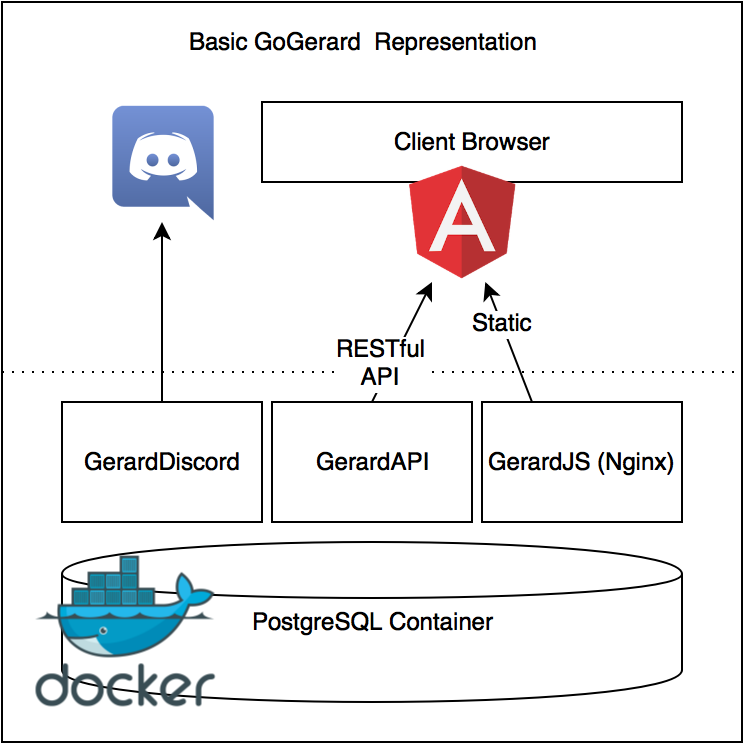 Basic GoGerard Representation
Client Browser
Static
RESTful
API
GerardDiscord
GerardAPI
GerardJS (Nginx)
PostgreSQL Container
docker